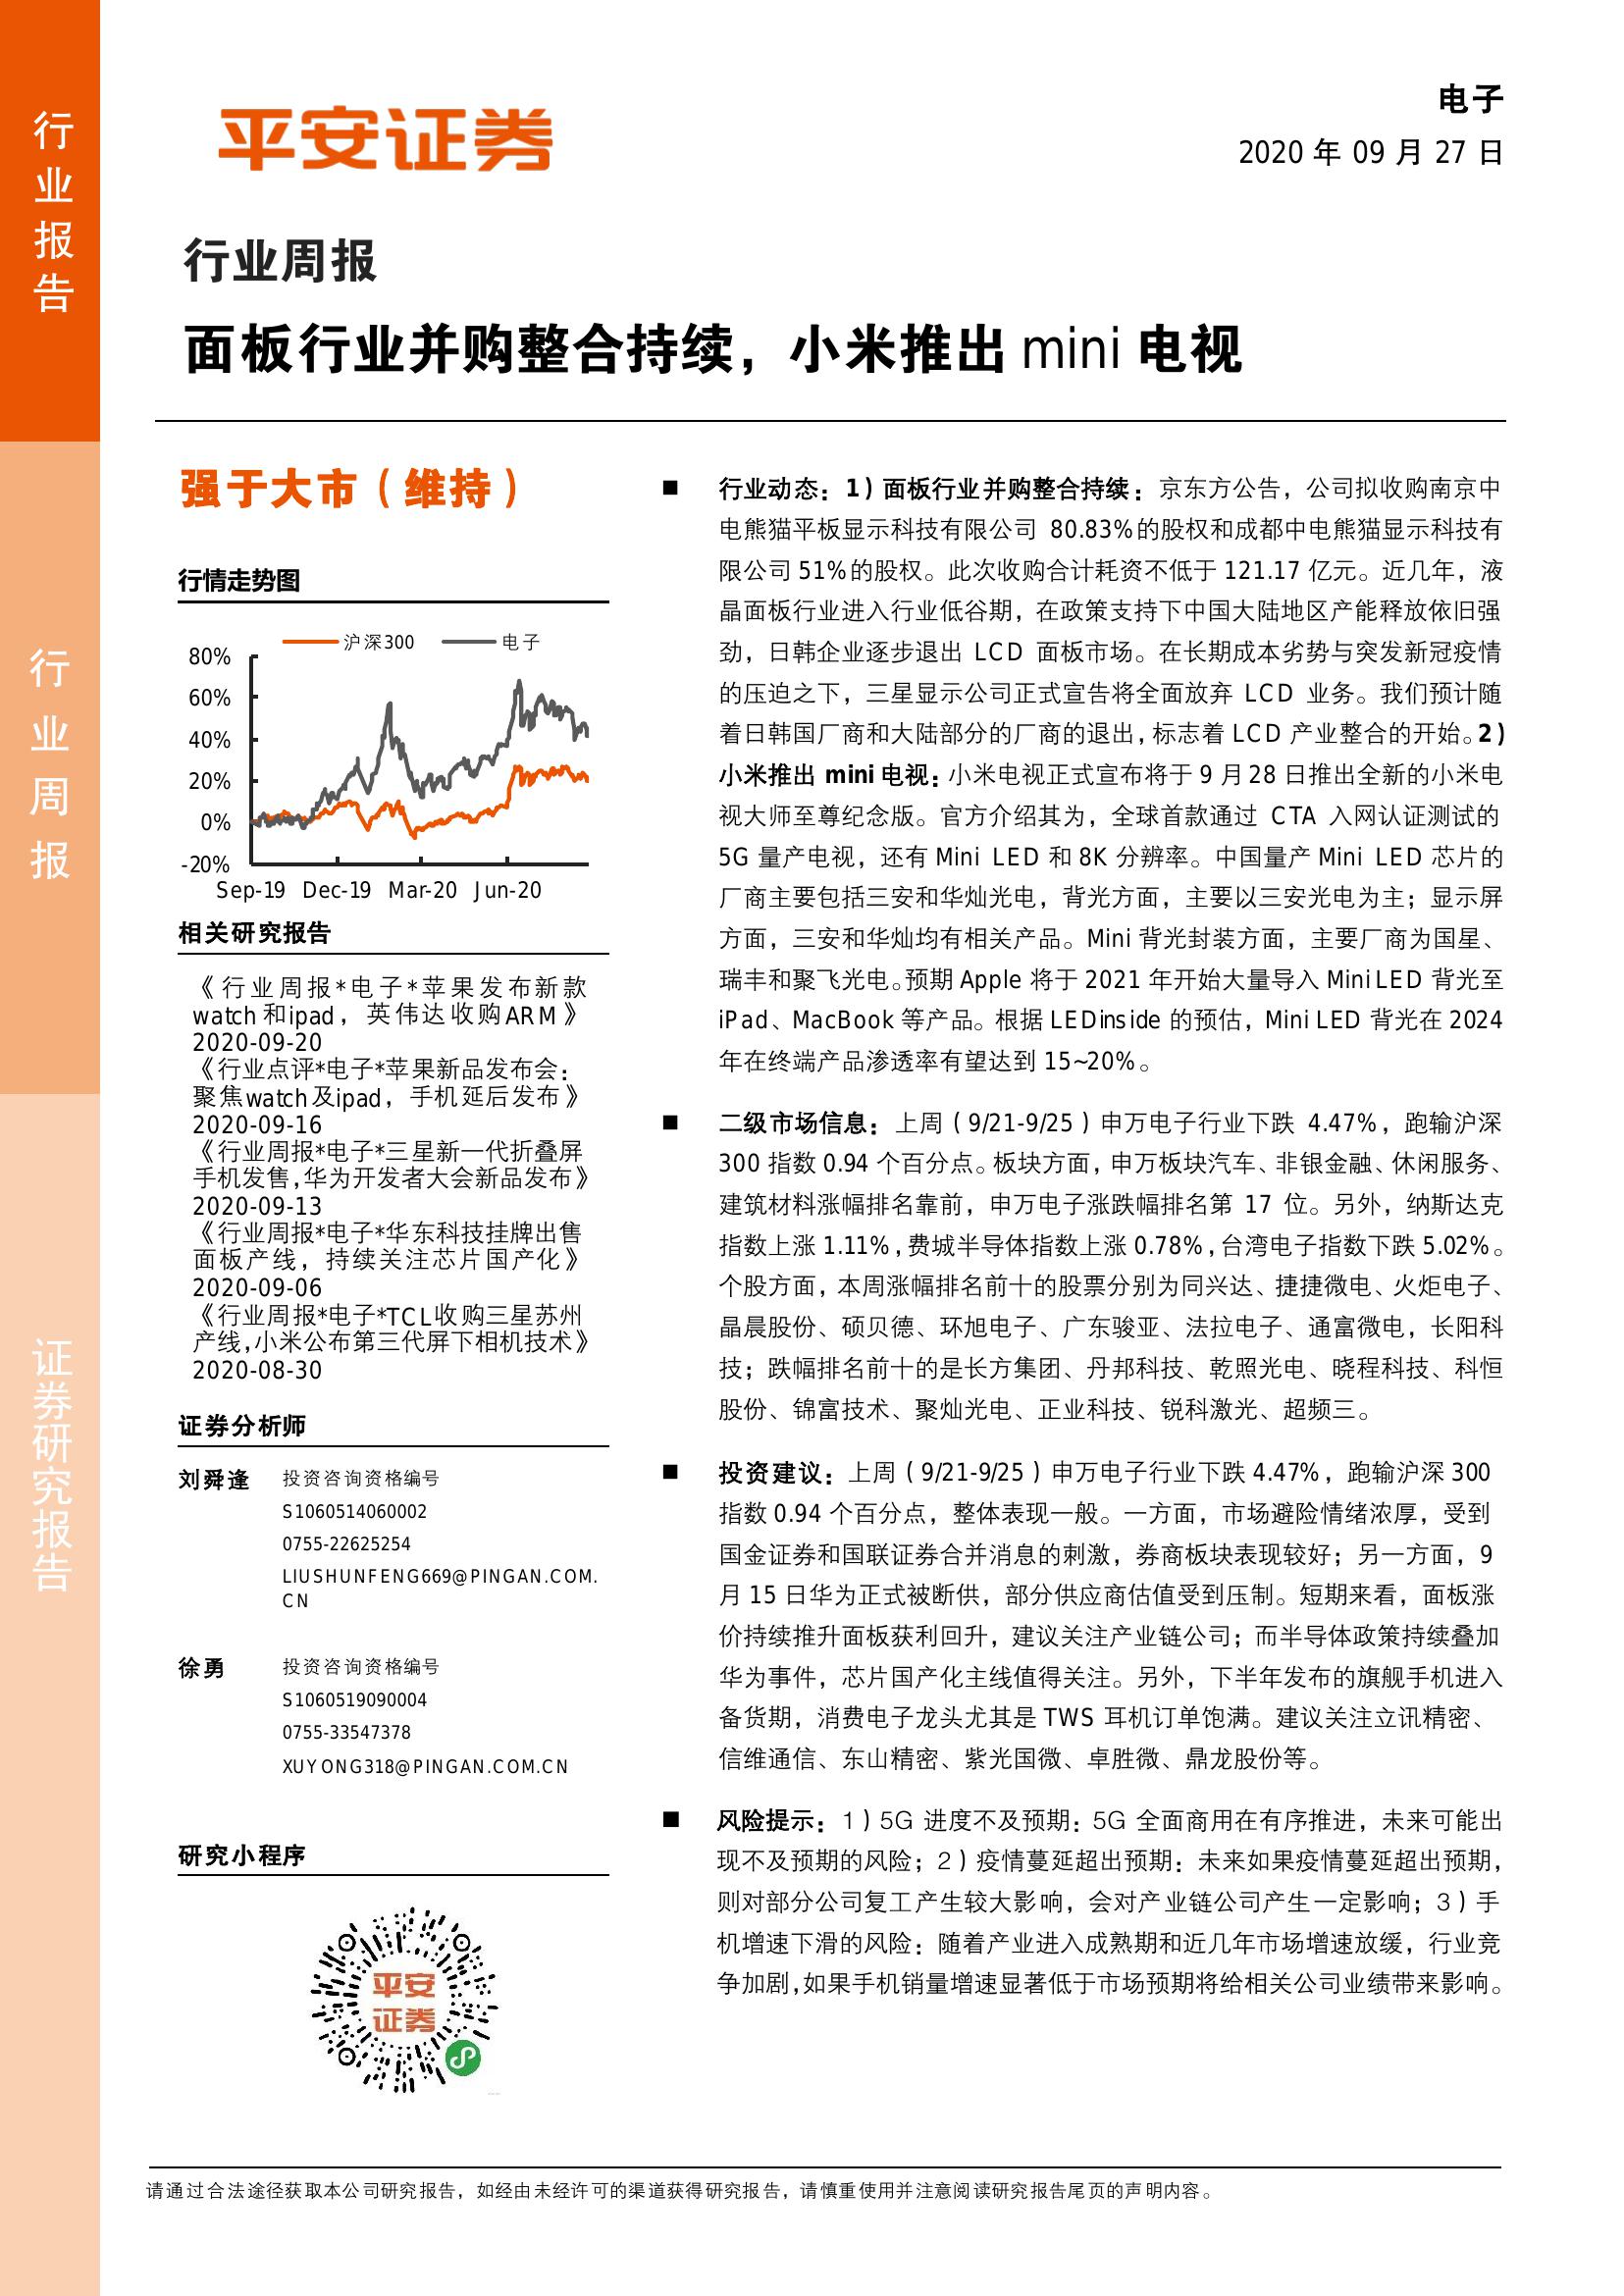 行业报告
行业周报
证券研究报告
平安证券
电子
2020 年 09 月 27 日
行业周报
面板行业并购整合持续，小米推出 mini 电视
强于大市（维持）
行情走势图
沪深300 电子
80%
60%
40%
20%
0%
-20%
Sep-19 Dec-19 Mar-20 Jun-20
相关研究报告
《行业周报*电子*苹果发布新款
watch和ipad，英伟达收购ARM》
2020-09-20
《行业点评*电子*苹果新品发布会：
聚焦watch及ipad，手机延后发布》
2020-09-16
《行业周报*电子*三星新一代折叠屏
手机发售,华为开发者大会新品发布》
2020-09-13
《行业周报*电子*华东科技挂牌出售
面板产线，持续关注芯片国产化》
2020-09-06
《行业周报*电子*TCL收购三星苏州
产线,小米公布第三代屏下相机技术》
2020-08-30
证券分析师
刘舜逢 投资咨询资格编号
S1060514060002
0755-22625254
LIUSHUNFENG669@PINGAN.COM.
CN
徐勇 投资咨询资格编号
S1060519090004
0755-33547378
XUYONG318@PINGAN.COM.CN
研究小程序
平安
证券
■ 行业动态：1）面板行业并购整合持续：京东方公告，公司拟收购南京中
电熊猫平板显示科技有限公司 80.83%的股权和成都中电熊猫显示科技有
限公司 51%的股权。此次收购合计耗资不低于 121.17 亿元。近几年，液
晶面板行业进入行业低谷期，在政策支持下中国大陆地区产能释放依旧强
劲，日韩企业逐步退出 LCD 面板市场。在长期成本劣势与突发新冠疫情
的压迫之下，三星显示公司正式宣告将全面放弃 LCD 业务。我们预计随
着日韩国厂商和大陆部分的厂商的退出，标志着 LCD 产业整合的开始。2）
小米推出 mini 电视：小米电视正式宣布将于 9 月 28 日推出全新的小米电
视大师至尊纪念版。官方介绍其为，全球首款通过 CTA 入网认证测试的
5G 量产电视，还有 Mini LED 和 8K 分辨率。中国量产 Mini LED 芯片的
厂商主要包括三安和华灿光电，背光方面，主要以三安光电为主；显示屏
方面，三安和华灿均有相关产品。Mini 背光封装方面，主要厂商为国星、
瑞丰和聚飞光电。预期 Apple 将于 2021 年开始大量导入 Mini LED 背光至
iPad、MacBook 等产品。根据 LEDinside 的预估，Mini LED 背光在 2024
年在终端产品渗透率有望达到 15~20%。
■ 二级市场信息：上周（9/21-9/25）申万电子行业下跌 4.47%，跑输沪深
300 指数 0.94 个百分点。板块方面，申万板块汽车、非银金融、休闲服务、
建筑材料涨幅排名靠前，申万电子涨跌幅排名第 17 位。另外，纳斯达克
指数上涨 1.11%，费城半导体指数上涨 0.78%，台湾电子指数下跌 5.02%。
个股方面，本周涨幅排名前十的股票分别为同兴达、捷捷微电、火炬电子、
晶晨股份、硕贝德、环旭电子、广东骏亚、法拉电子、通富微电，长阳科
技；跌幅排名前十的是长方集团、丹邦科技、乾照光电、晓程科技、科恒
股份、锦富技术、聚灿光电、正业科技、锐科激光、超频三。
■ 投资建议：上周（9/21-9/25）申万电子行业下跌 4.47%，跑输沪深 300
指数 0.94 个百分点，整体表现一般。一方面，市场避险情绪浓厚，受到
国金证券和国联证券合并消息的刺激，券商板块表现较好；另一方面，9
月 15 日华为正式被断供，部分供应商估值受到压制。短期来看，面板涨
价持续推升面板获利回升，建议关注产业链公司；而半导体政策持续叠加
华为事件，芯片国产化主线值得关注。另外，下半年发布的旗舰手机进入
备货期，消费电子龙头尤其是 TWS 耳机订单饱满。建议关注立讯精密、
信维通信、东山精密、紫光国微、卓胜微、鼎龙股份等。
■ 风险提示：1）5G 进度不及预期：5G 全面商用在有序推进，未来可能出
现不及预期的风险；2）疫情蔓延超出预期：未来如果疫情蔓延超出预期，
则对部分公司复工产生较大影响，会对产业链公司产生一定影响；3）手
机增速下滑的风险：随着产业进入成熟期和近几年市场增速放缓，行业竞
争加剧，如果手机销量增速显著低于市场预期将给相关公司业绩带来影响。
请通过合法途径获取本公司研究报告，如经由未经许可的渠道获得研究报告，请慎重使用并注意阅读研究报告尾页的声明内容。